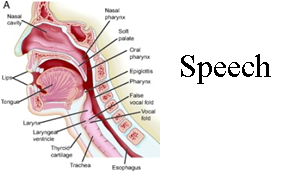 A
Nasal
cavity
Nasal
pharynx
Soft
palate
Oral
pharynx
Epiglottis
Pharynx
False
vocal fold
Vocal
fold
Lips
Tongue
Larynx
Laryngeal
ventricle
Thyroid
cartilage
Trachea
Esophagus
Speech